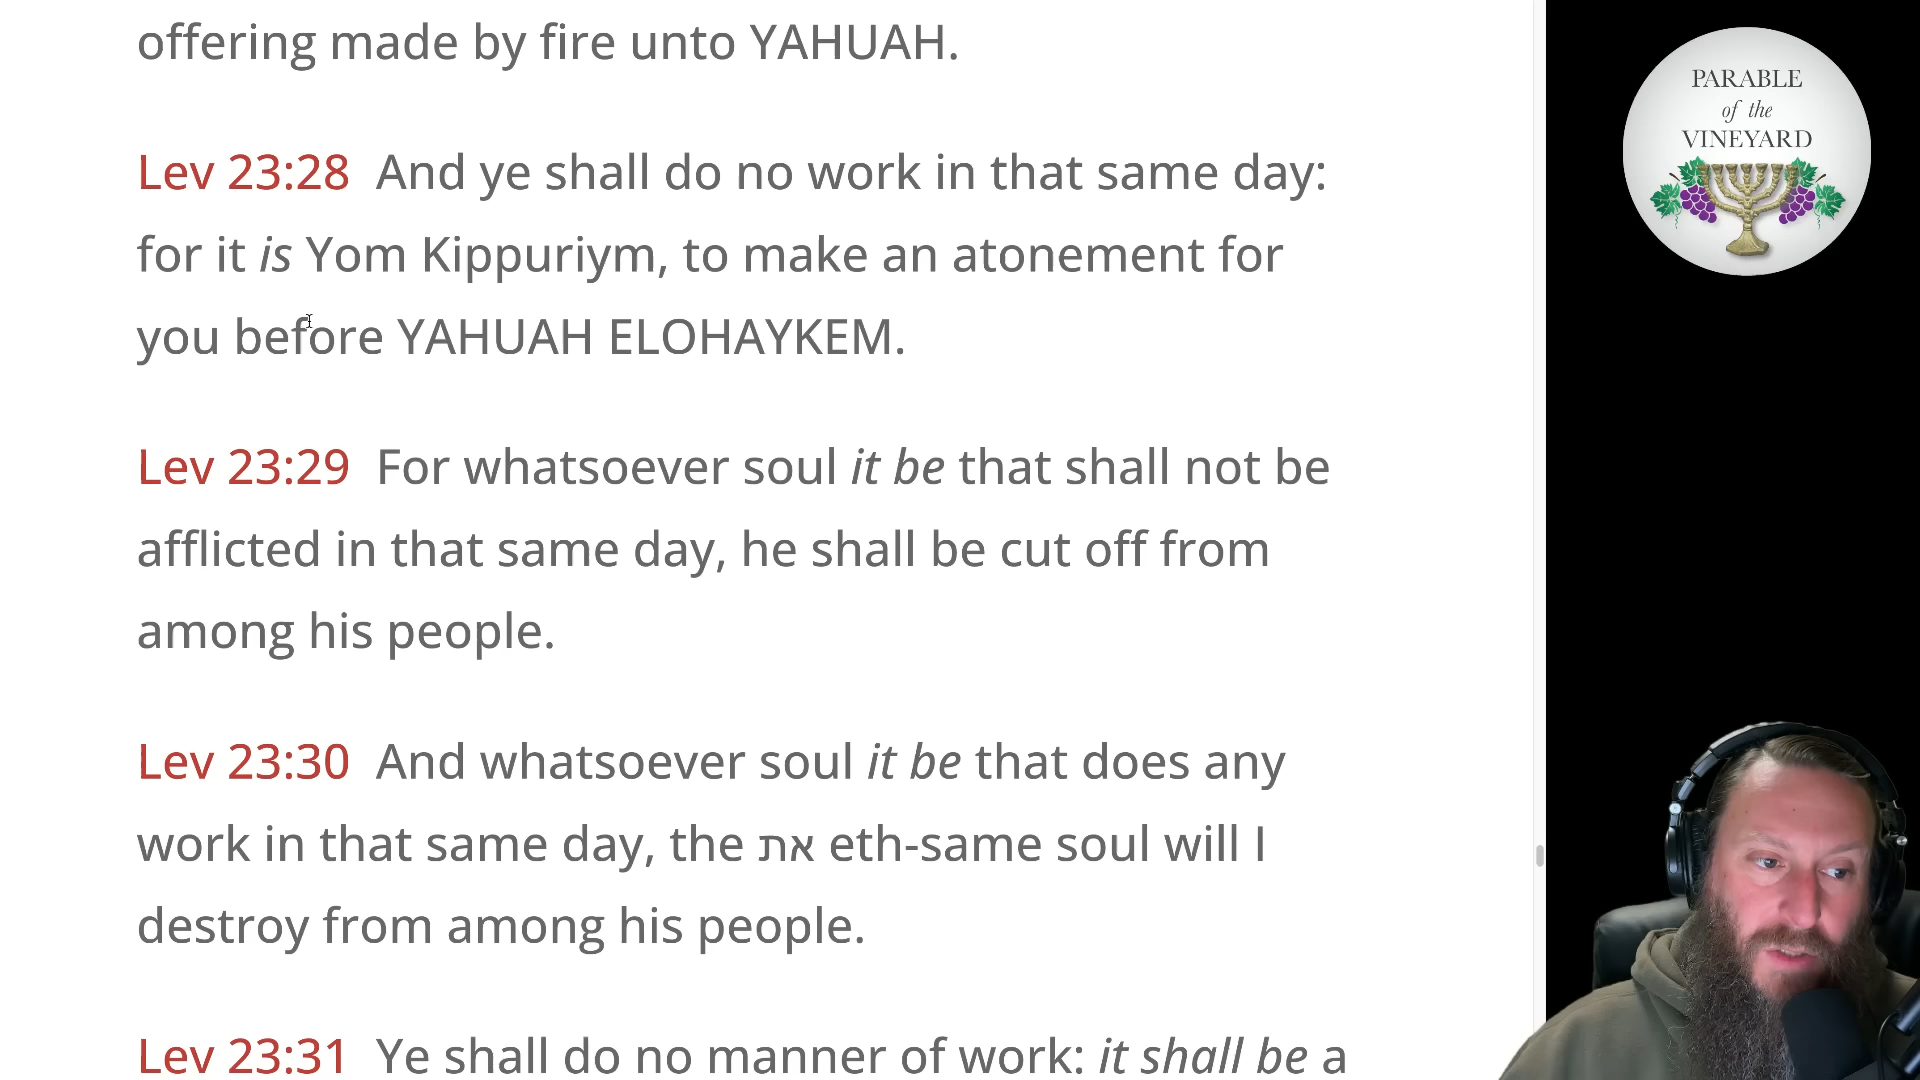 offering made by fire unto YAHUAH.
Lev 23:28 And ye shall do no work in that same day:
for it is Yom Kippuriym, to make an atonement for
you before YAHUAH ELOHAYKEM.
Lev 23:29 For whatsoever soul it be that shall not be
afflicted in that same day, he shall be cut off from
among his people.
Lev 23:30 And whatsoever soul it be that does any
work in that same day, the את eth-same soul will I
destroy from among his people.
Lev 23:31 Ye shall do no manner of work: it shall be a
PARABLE
of the
VINEYARD